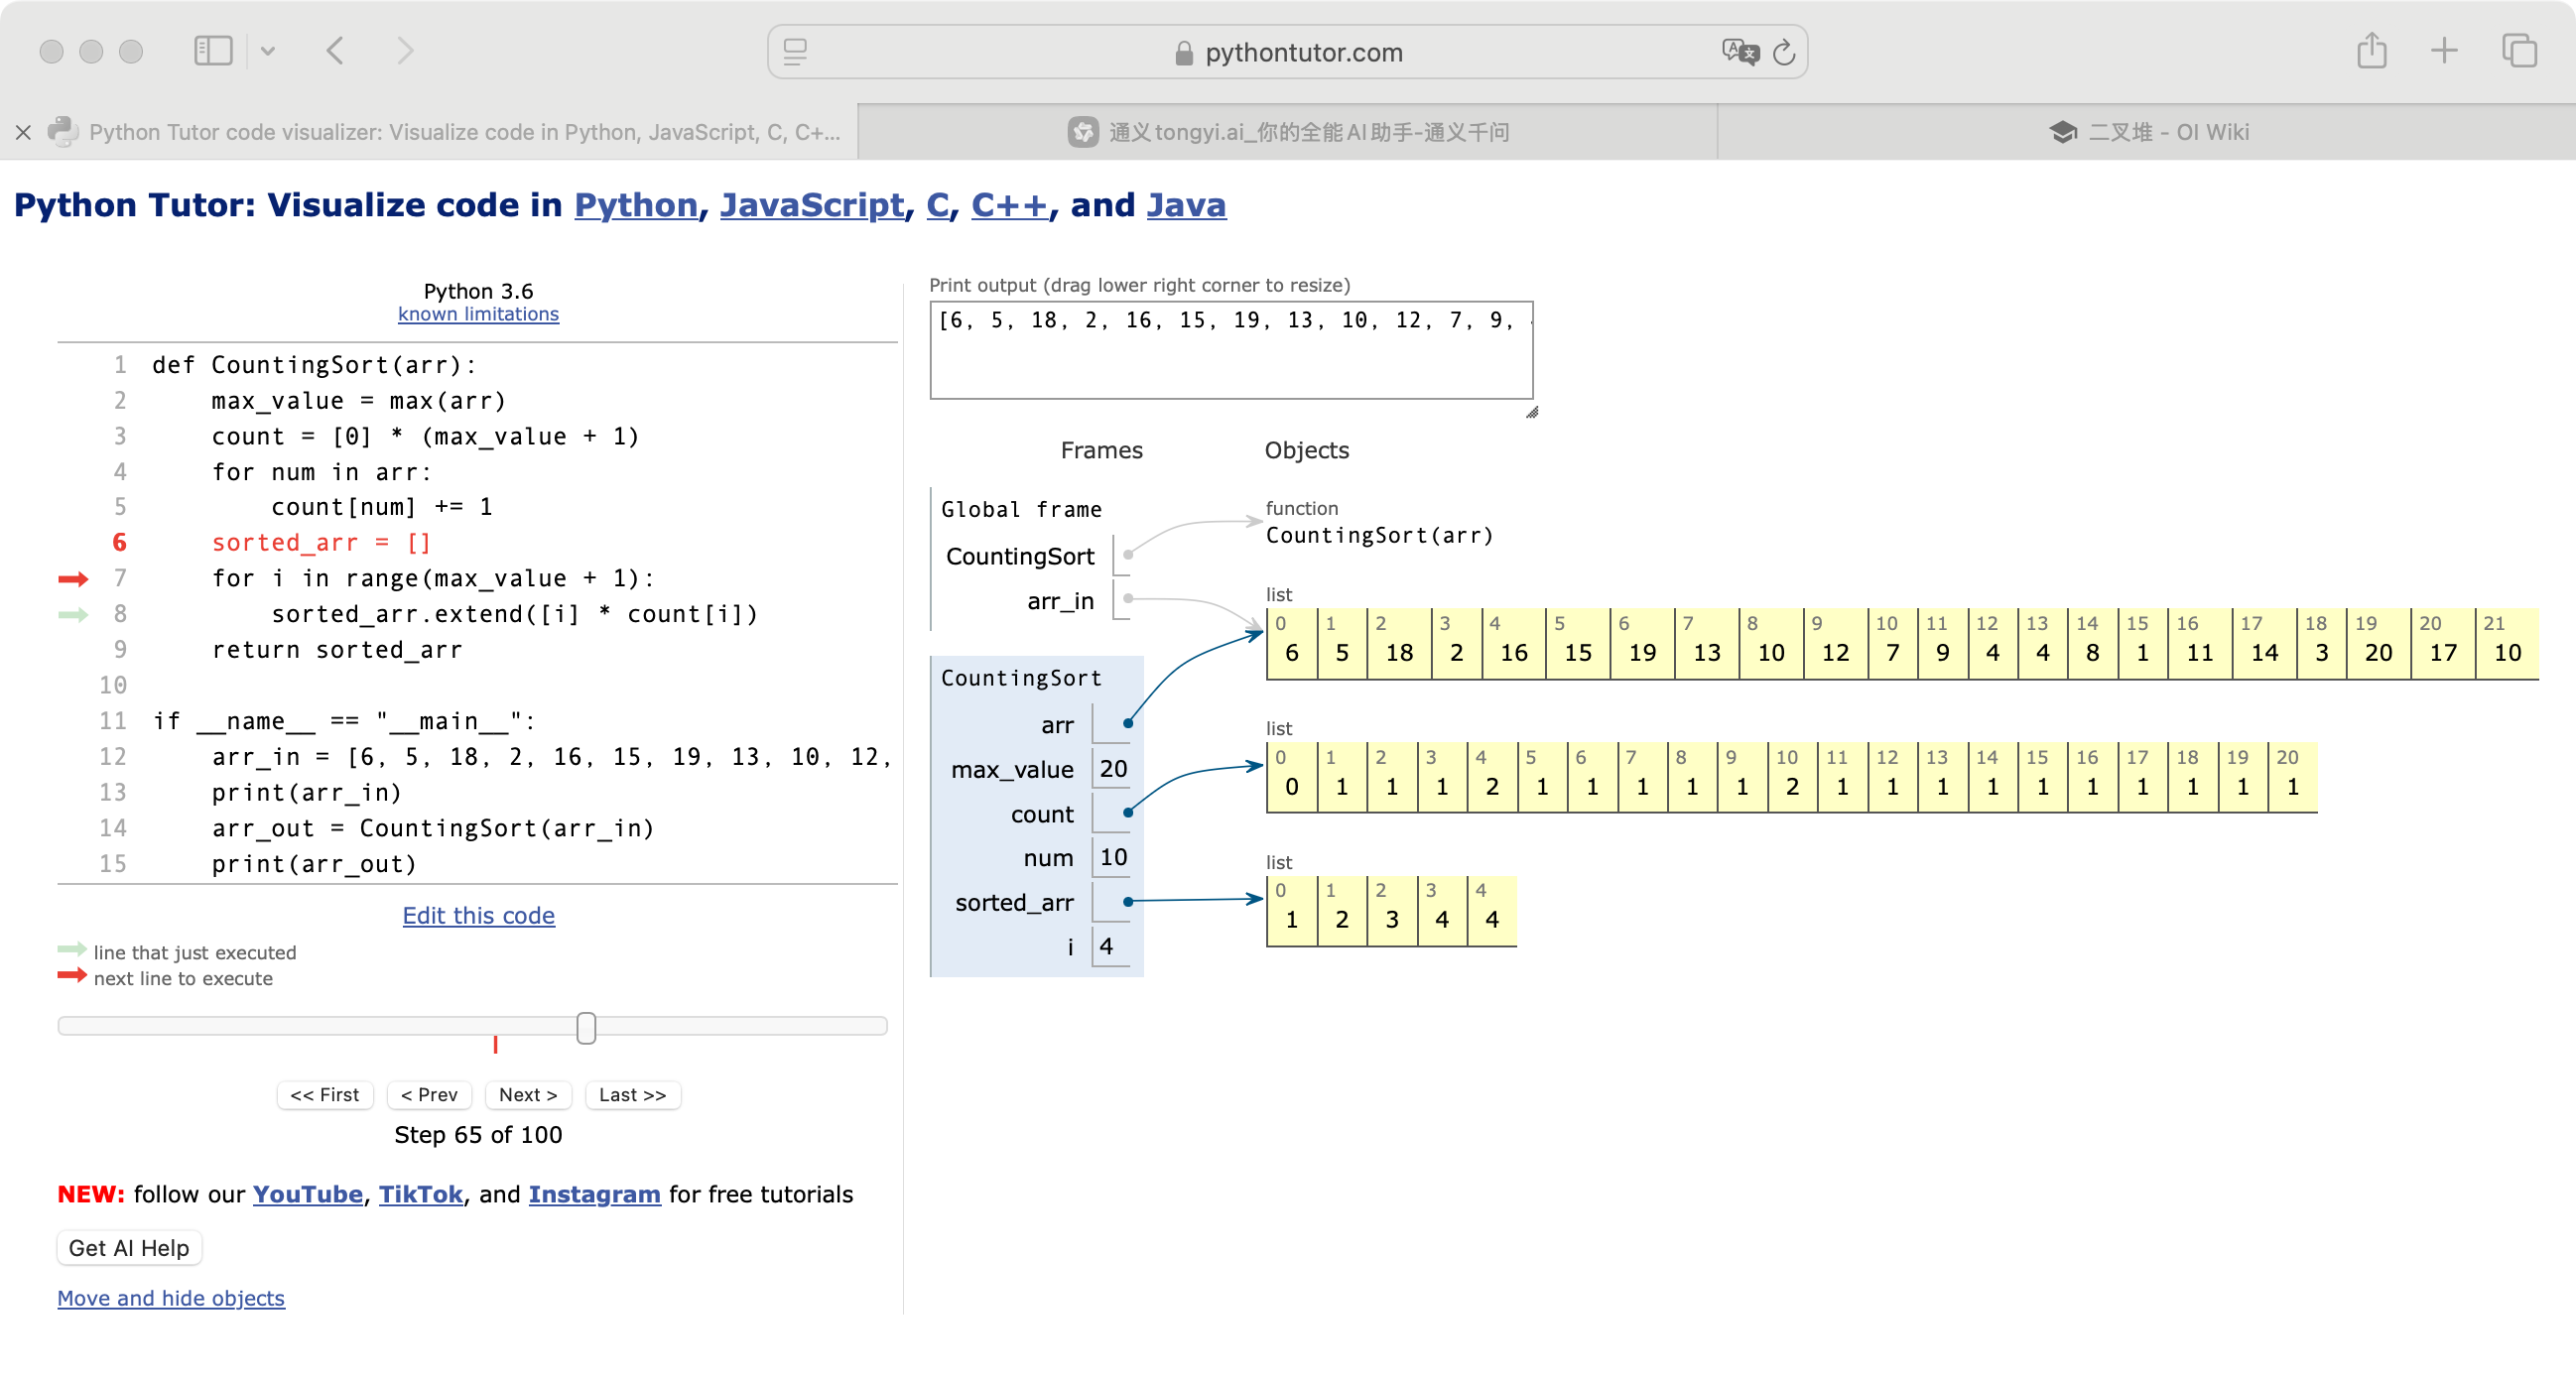 pythontutor.com
Python Tutor code visualizer: Visualize code in Python, JavaScript, C, C+...
通义tongyi.ai_你的全能AI助手-通义千问
二叉堆 - OI Wiki
Python Tutor: Visualize code in Python, JavaScript, C, C++, and Java
Python 3.6
known limitations
1 def CountingSort(arr):
2     max_value = max(arr)
3     count = [0] * (max_value + 1)
4     for num in arr:
5         count[num] += 1
6     sorted_arr = []
7     for i in range(max_value + 1):
8         sorted_arr.extend([i] * count[i])
9     return sorted_arr
10
11 if __name__ == "__main__":
12     arr_in = [6, 5, 18, 2, 16, 15, 19, 13, 10, 12,
13     print(arr_in)
14     arr_out = CountingSort(arr_in)
15     print(arr_out)
Edit this code
line that just executed
next line to execute
<< First < Prev Next > Last >>
Step 65 of 100
NEW: follow our YouTube, TikTok, and Instagram for free tutorials
Get AI Help
Move and hide objects
Print output (drag lower right corner to resize)
[6, 5, 18, 2, 16, 15, 19, 13, 10, 12, 7, 9,
Frames Objects
Global frame
CountingSort
arr_in
function
CountingSort(arr)
list
0 1 2 3 4 5 6 7 8 9 10 11 12 13 14 15 16 17 18 19 20 21
6 5 18 2 16 15 19 13 10 12 7 9 4 4 8 1 11 14 3 20 17 10
CountingSort
arr
max_value 20
count
num 10
sorted_arr
i 4
list
0 1 2 3 4 5 6 7 8 9 10 11 12 13 14 15 16 17 18 19 20
0 1 1 1 2 1 1 1 1 1 2 1 1 1 1 1 1 1 1 1 1
list
0 1 2 3 4
1 2 3 4 4